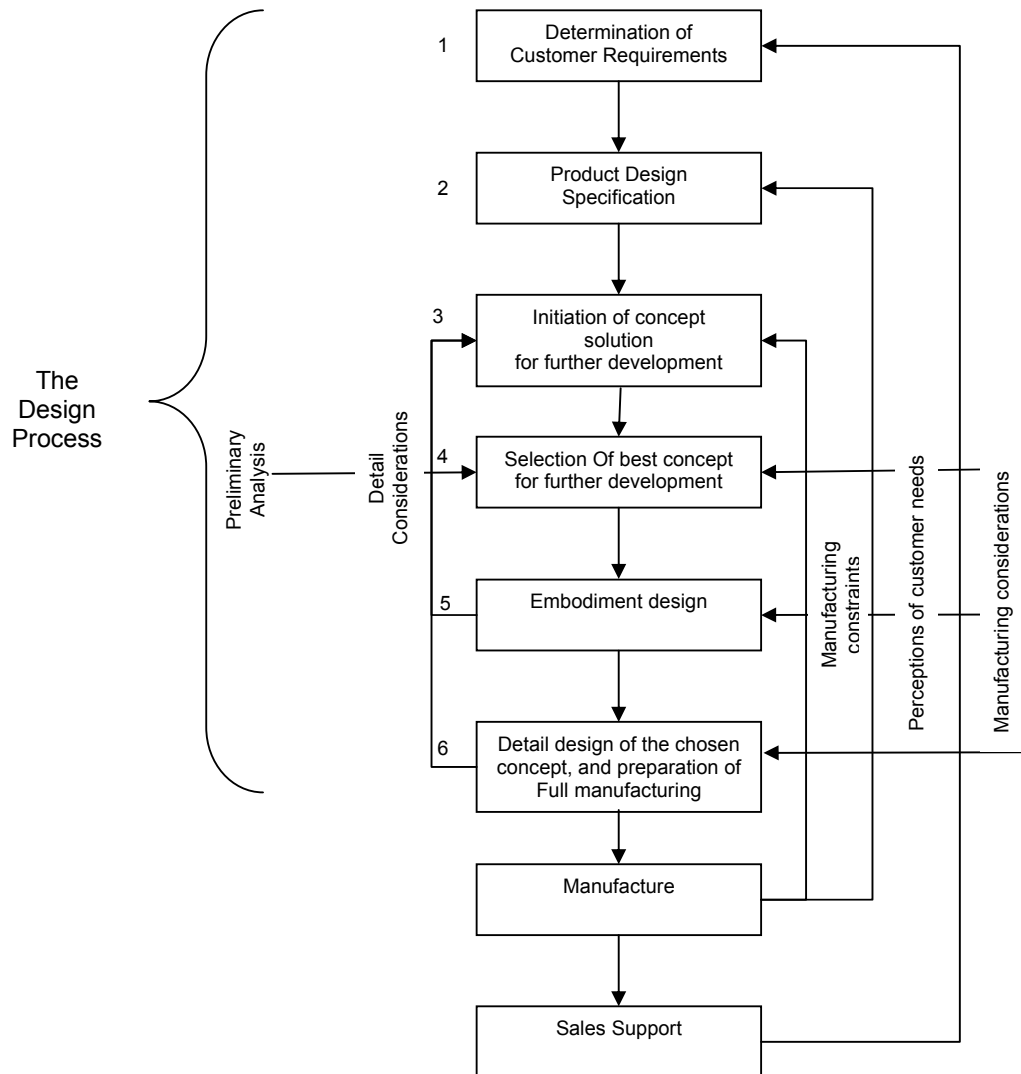 1
Determination of
Customer Requirements
2
Product Design
Specification
3
Initiation of concept
solution
for further development
The
Design
Process
Preliminary
Analysis
Detail
Considerations
4
Selection Of best concept
for further development
5
Embodiment design
Manufacturing
constraints
Perceptions of customer needs
Manufacturing considerations
6
Detail design of the chosen
concept, and preparation of
Full manufacturing
Manufacture
Sales Support